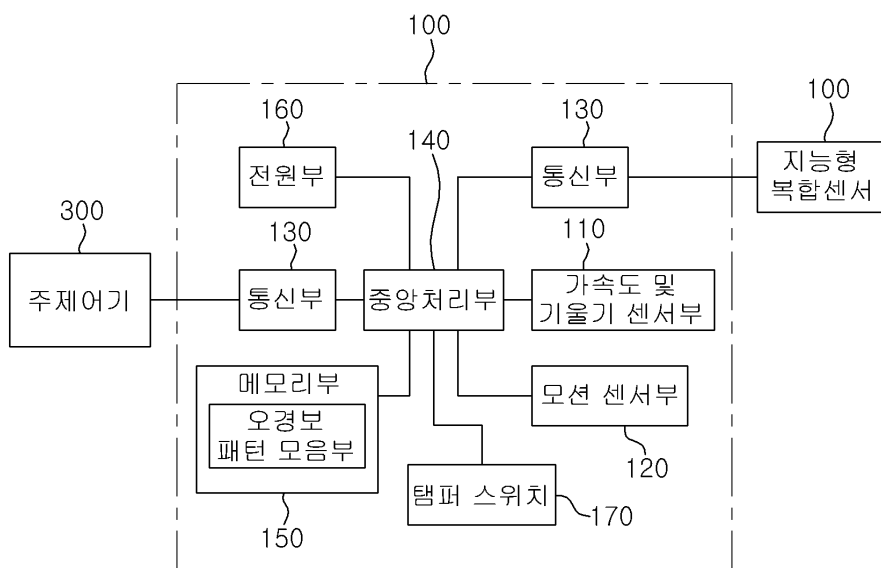 100
160
전원부
140
130
통신부
100
지능형
복합센서
300
주제어기
130
통신부
중앙처리부
110
가속도 및
기울기 센서부
메모리부
오경보
패턴 모음부
150
모션 센서부
120
탬퍼 스위치
170